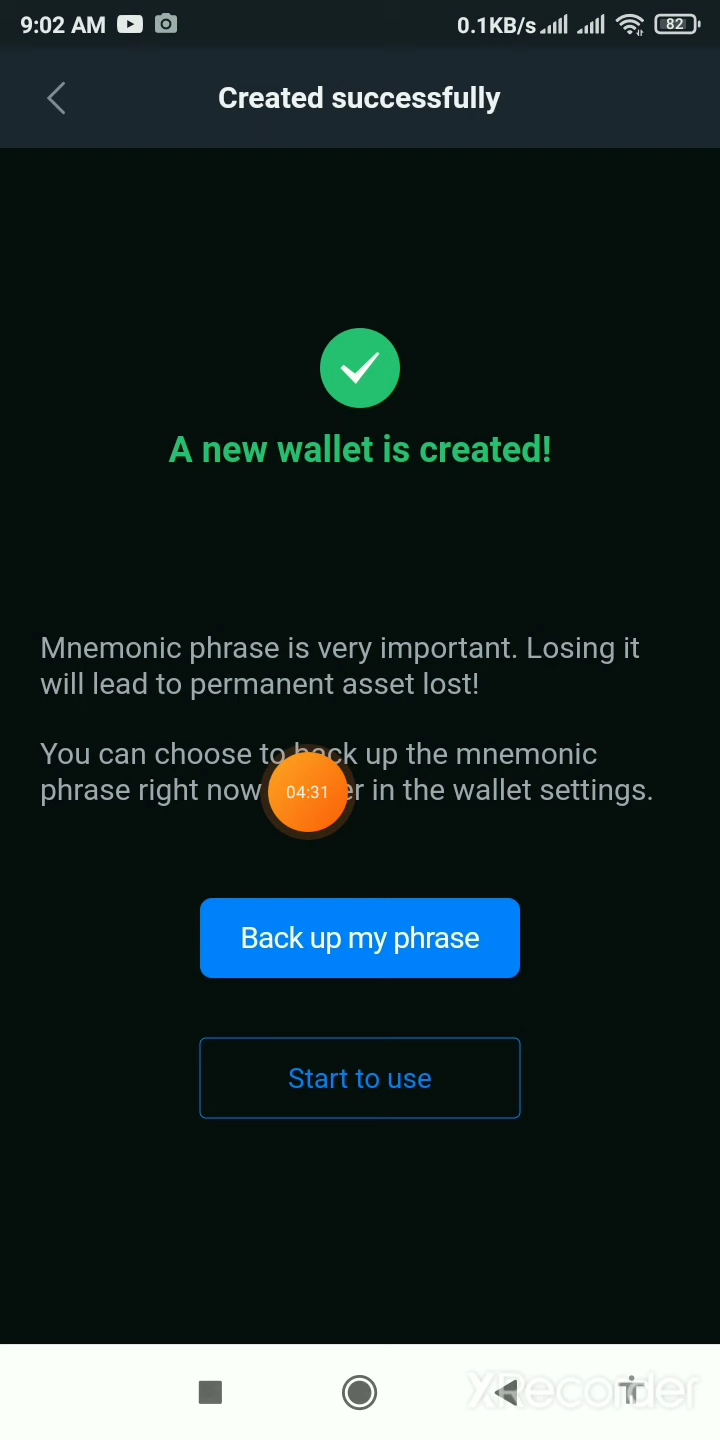 9:02 AM 0.1KB/s 82
Created successfully
A new wallet is created!
Mnemonic phrase is very important. Losing it
will lead to permanent asset lost!
You can choose to back up the mnemonic
phrase right now 04:31 in the wallet settings.
Back up my phrase
Start to use
XRecorder